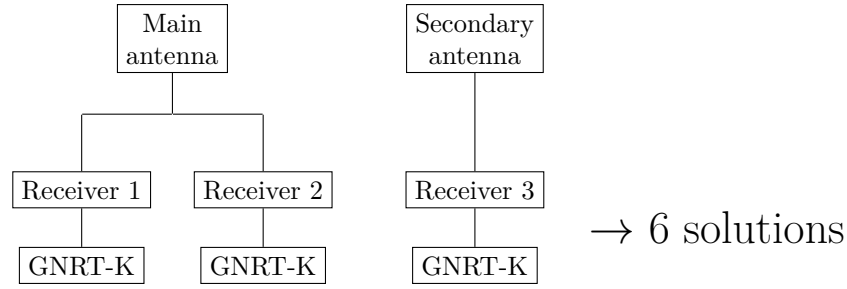 Main
antenna
Secondary
antenna
Receiver 1
Receiver 2
Receiver 3
GNRT-K
GNRT-K
GNRT-K
→ 6 solutions